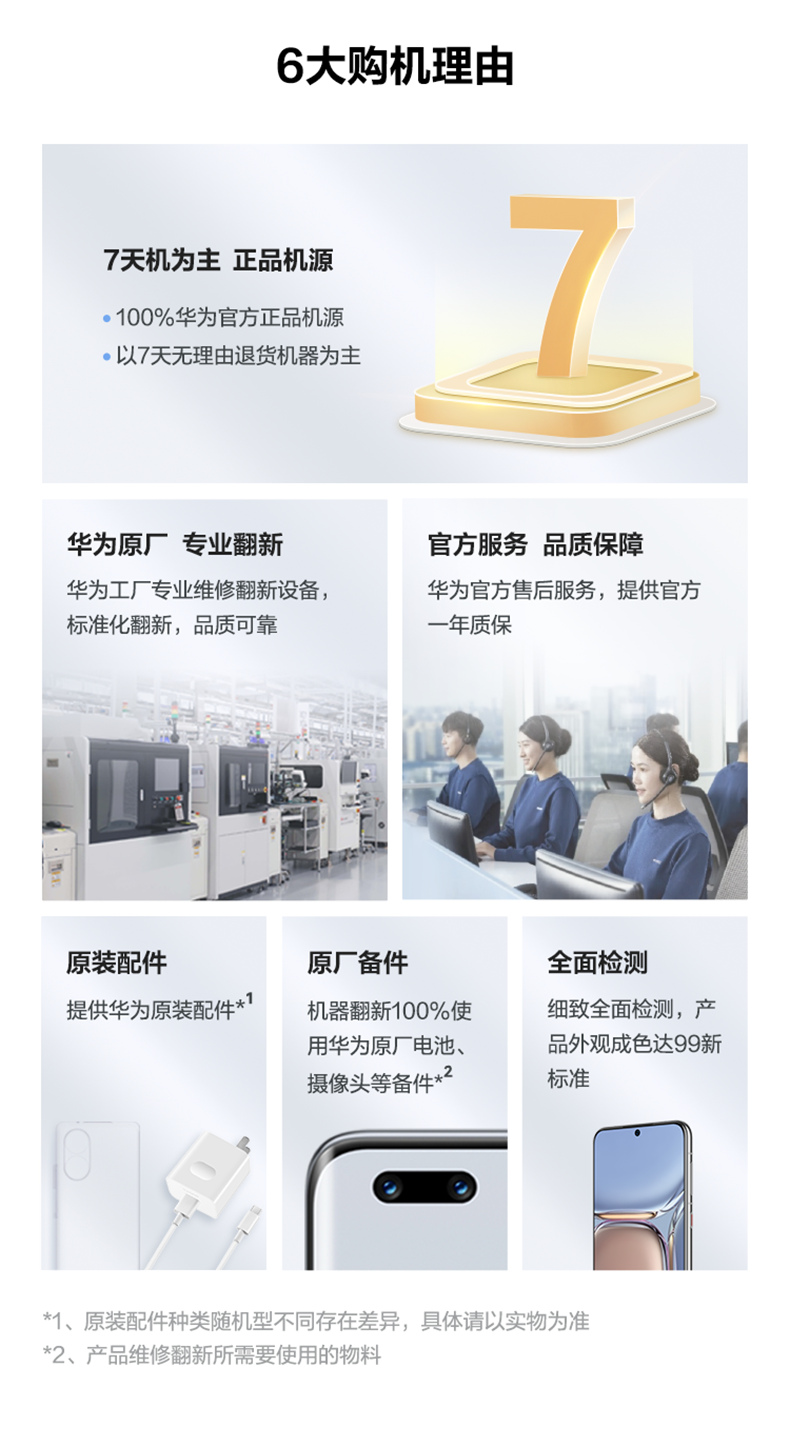 6大购机理由
7天机为主 正品机源
•100%华为官方正品机源
•以7天无理由退货机器为主
7
华为原厂 专业翻新
华为工厂专业维修翻新设备，
标准化翻新，品质可靠
官方服务 品质保障
华为官方售后服务，提供官方
一年质保
原装配件
提供华为原装配件*1
原厂备件
机器翻新100%使
用华为原厂电池、
摄像头等备件*2
全面检测
细致全面检测，产
品外观成色达99新
标准
*1、原装配件种类随机型不同存在差异，具体请以实物为准
*2、产品维修翻新所需要使用的物料